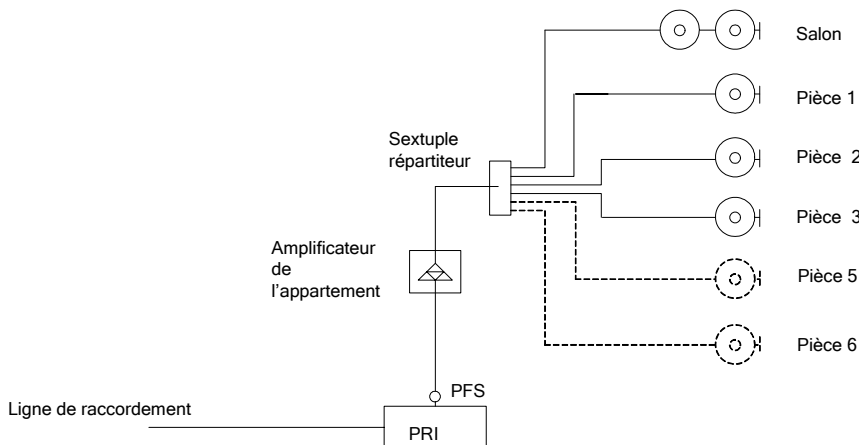 Salon
Pièce 1
Sextuple
répartiteur
Pièce 2
Pièce 3
Amplificateur
de
l'appartement
Pièce 5
Pièce 6
PFS
Ligne de raccordement
PRI